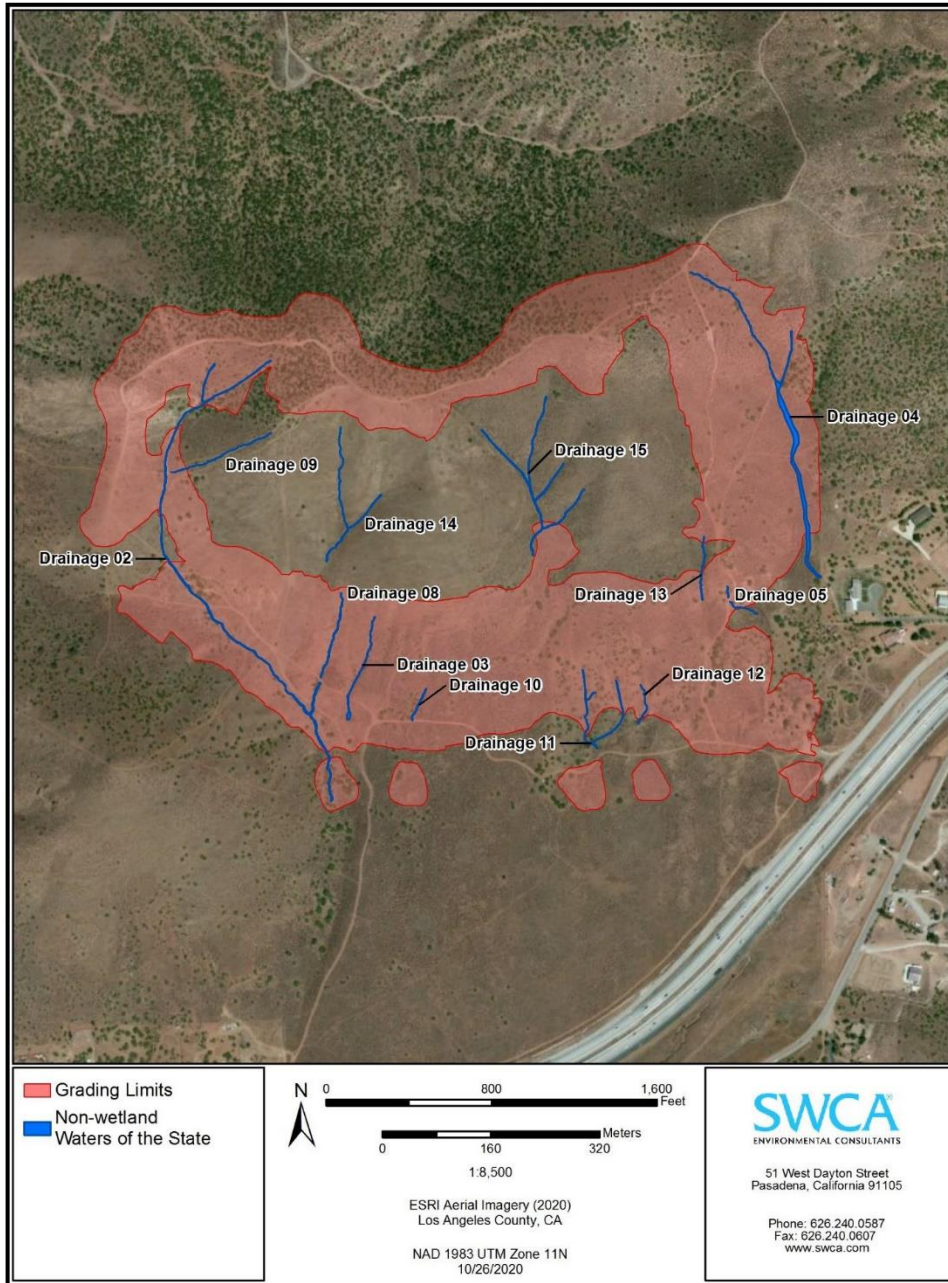 Drainage 04
Drainage 15
Drainage 09
Drainage 14
Drainage 02
Drainage 08
Drainage 13
Drainage 05
Drainage 03
Drainage 12
Drainage 10
Drainage 11
Grading Limits
Non-wetland
Waters of the State
N
0 800 1,600
Feet
Meters
0 160 320
1:8,500
ESRI Aerial Imagery (2020)
Los Angeles County, CA
NAD 1983 UTM Zone 11N
10/26/2020
SWCA®
ENVIRONMENTAL CONSULTANTS
51 West Dayton Street
Pasadena, California 91105
Phone: 626.240.0587
Fax: 626.240.0607
www.swca.com